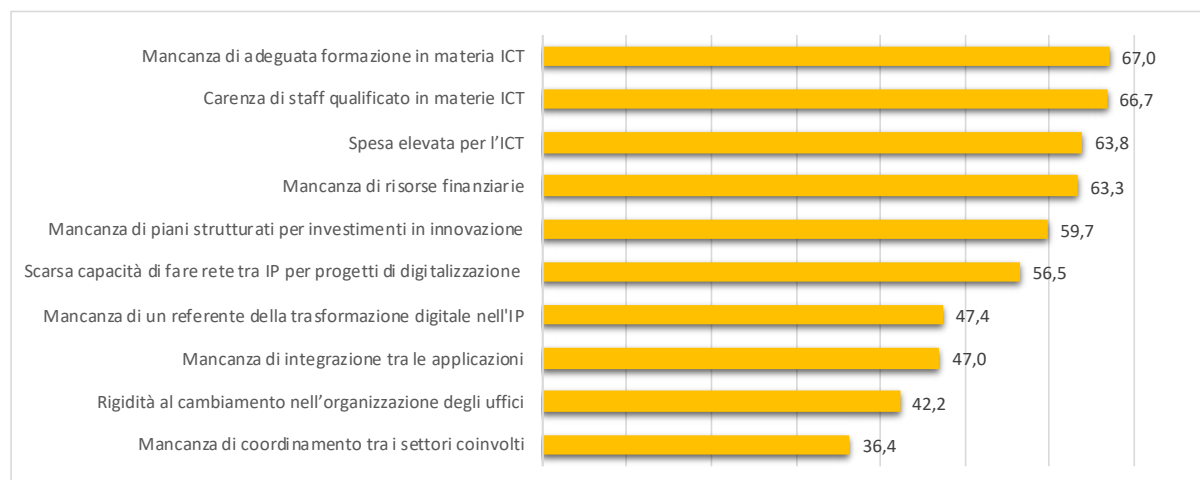 Mancanza di adeguata formazione in materia ICT 67,0
Carenza di staff qualificato in materie ICT 66,7
Spesa elevata per l’ICT 63,8
Mancanza di risorse finanziarie 63,3
Mancanza di piani strutturati per investimenti in innovazione 59,7
Scarsa capacità di fare rete tra IP per progetti di digitalizzazione 56,5
Mancanza di un referente della trasformazione digitale nell'IP 47,4
Mancanza di integrazione tra le applicazioni 47,0
Rigidità al cambiamento nell’organizzazione degli uffici 42,2
Mancanza di coordinamento tra i settori coinvolti 36,4